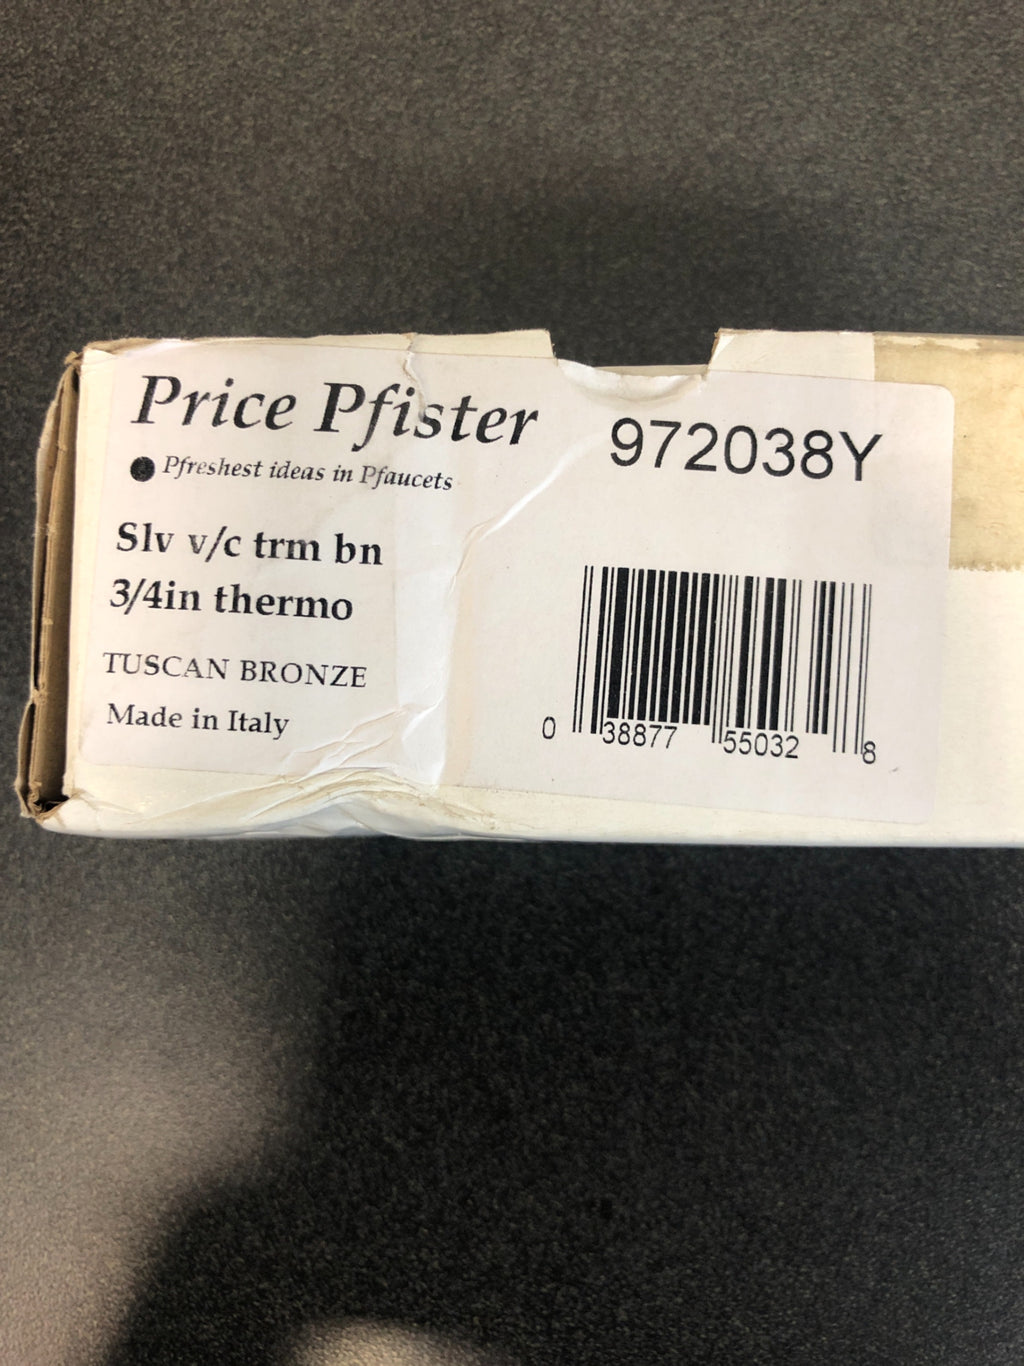 Price Pfister
Pfreshest ideas in Pfaucets
972038Y
Slv v/c trm bn
3/4in thermo
TUSCAN BRONZE
Made in Italy
0 38877 55032 8